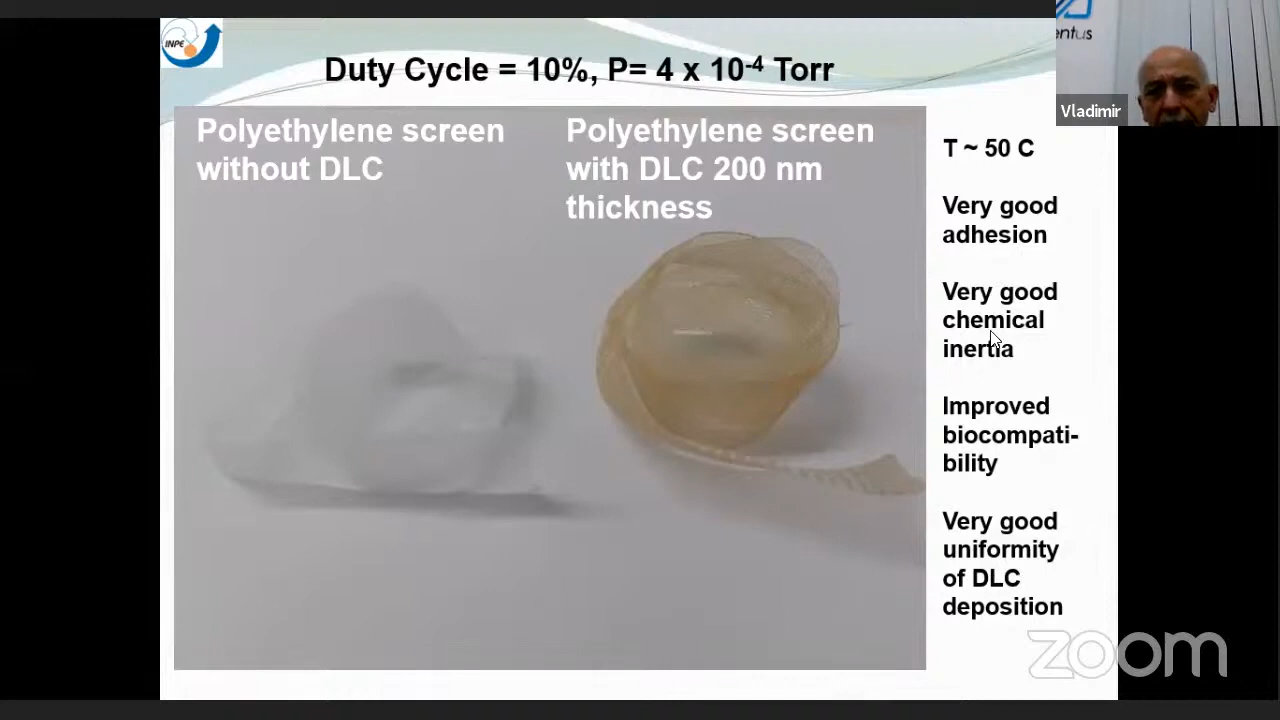 INPE
Duty Cycle = 10%, P= 4 x 10-4 Torr
entus
Vladimir
Polyethylene screen
without DLC
Polyethylene screen
with DLC 200 nm
thickness
T ~ 50 C
Very good
adhesion
Very good
chemical
inertia
Improved
biocompati-
bility
Very good
uniformity
of DLC
deposition
zoom